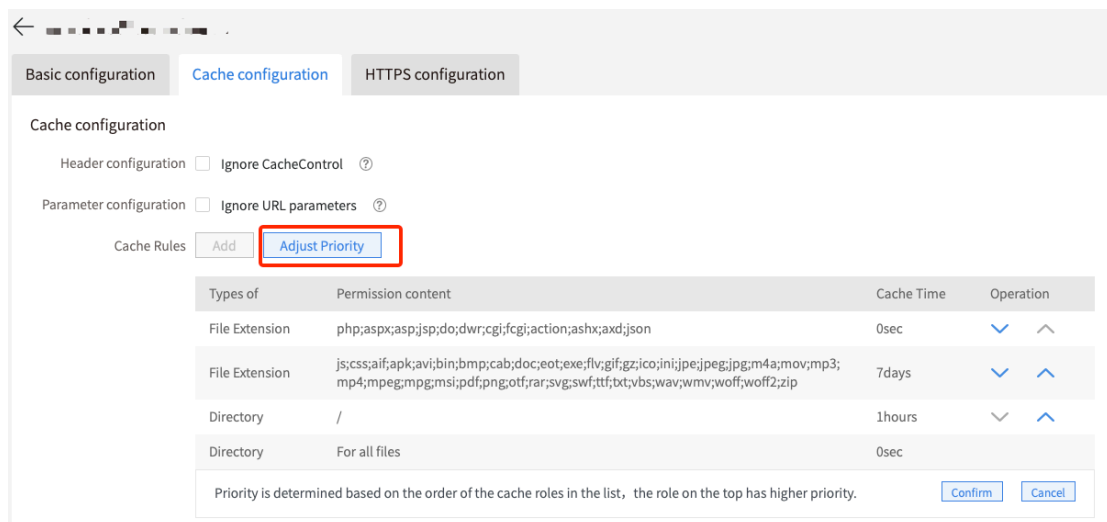 Basic configuration Cache configuration HTTPS configuration
Cache configuration
Header configuration Ignore CacheControl ?
Parameter configuration Ignore URL parameters ?
Cache Rules Add Adjust Priority
Types of Permission content Cache Time Operation
File Extension php;aspx;asp;jsp;do;dwr;cgi;fcgi;action;ashx;axd;json 0sec
js;css;aif;apk;avi;bin;bmp;cab;doc;eot;exe;flv;gif;gz;ico;ini;jpe;jpeg;jpg;m4a;mov;mp3;
File Extension 7days
mp4;mpeg;mpg;msi;pdf;png;otf;rar;svg;swf;ttf;txt;vbs;wav;wmv;woff;woff2;zip
Directory / 1hours
Directory For all files 0sec
Priority is determined based on the order of the cache roles in the list，the role on the top has higher priority. Confirm Cancel